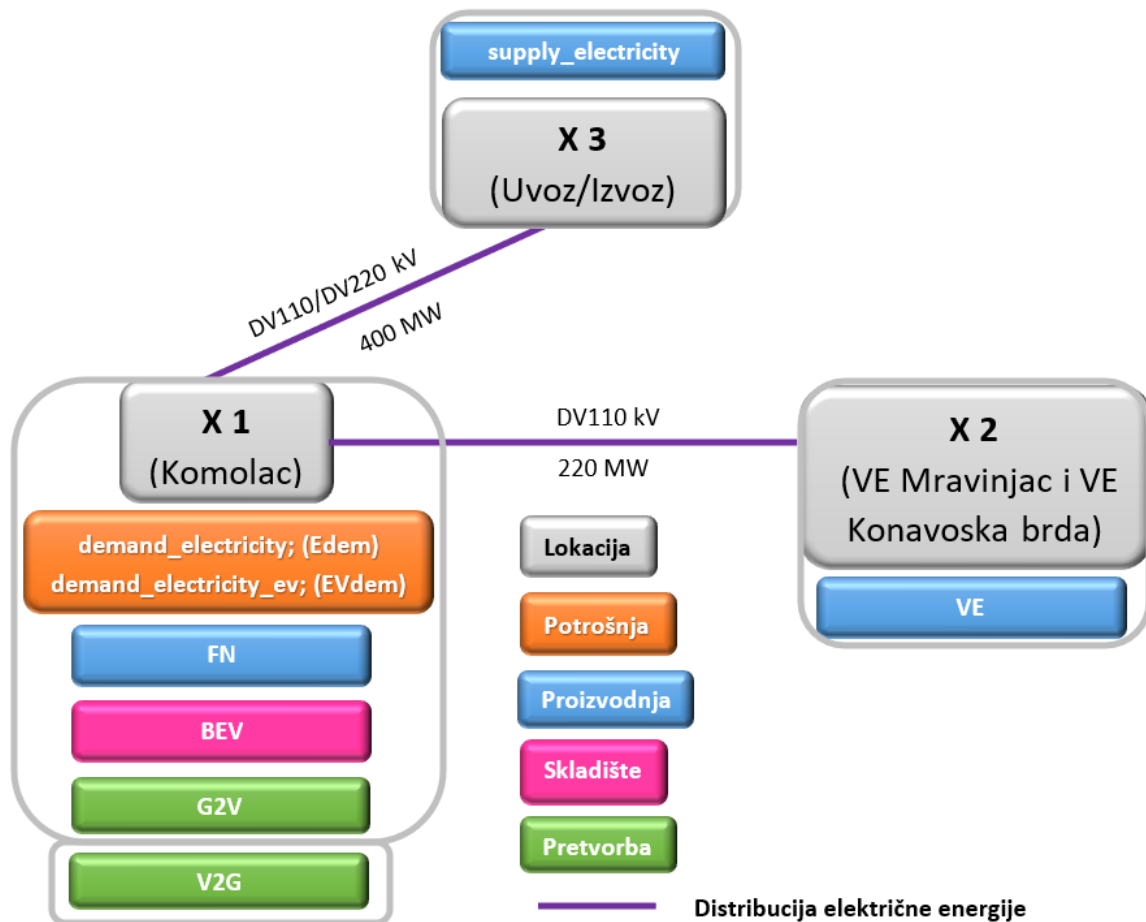 supply_electricity
X 3
(Uvoz/Izvoz)
DV110/DV220 kV
400 MW
X 1
(Komolac)
DV110 kV
220 MW
X 2
(VE Mravinjac i VE
Konavoska brda)
VE
demand_electricity; (Edem)
demand_electricity_ev; (EVdem)
FN
BEV
G2V
V2G
Lokacija
Potrošnja
Proizvodnja
Skladište
Pretvorba
Distribucija električne energije